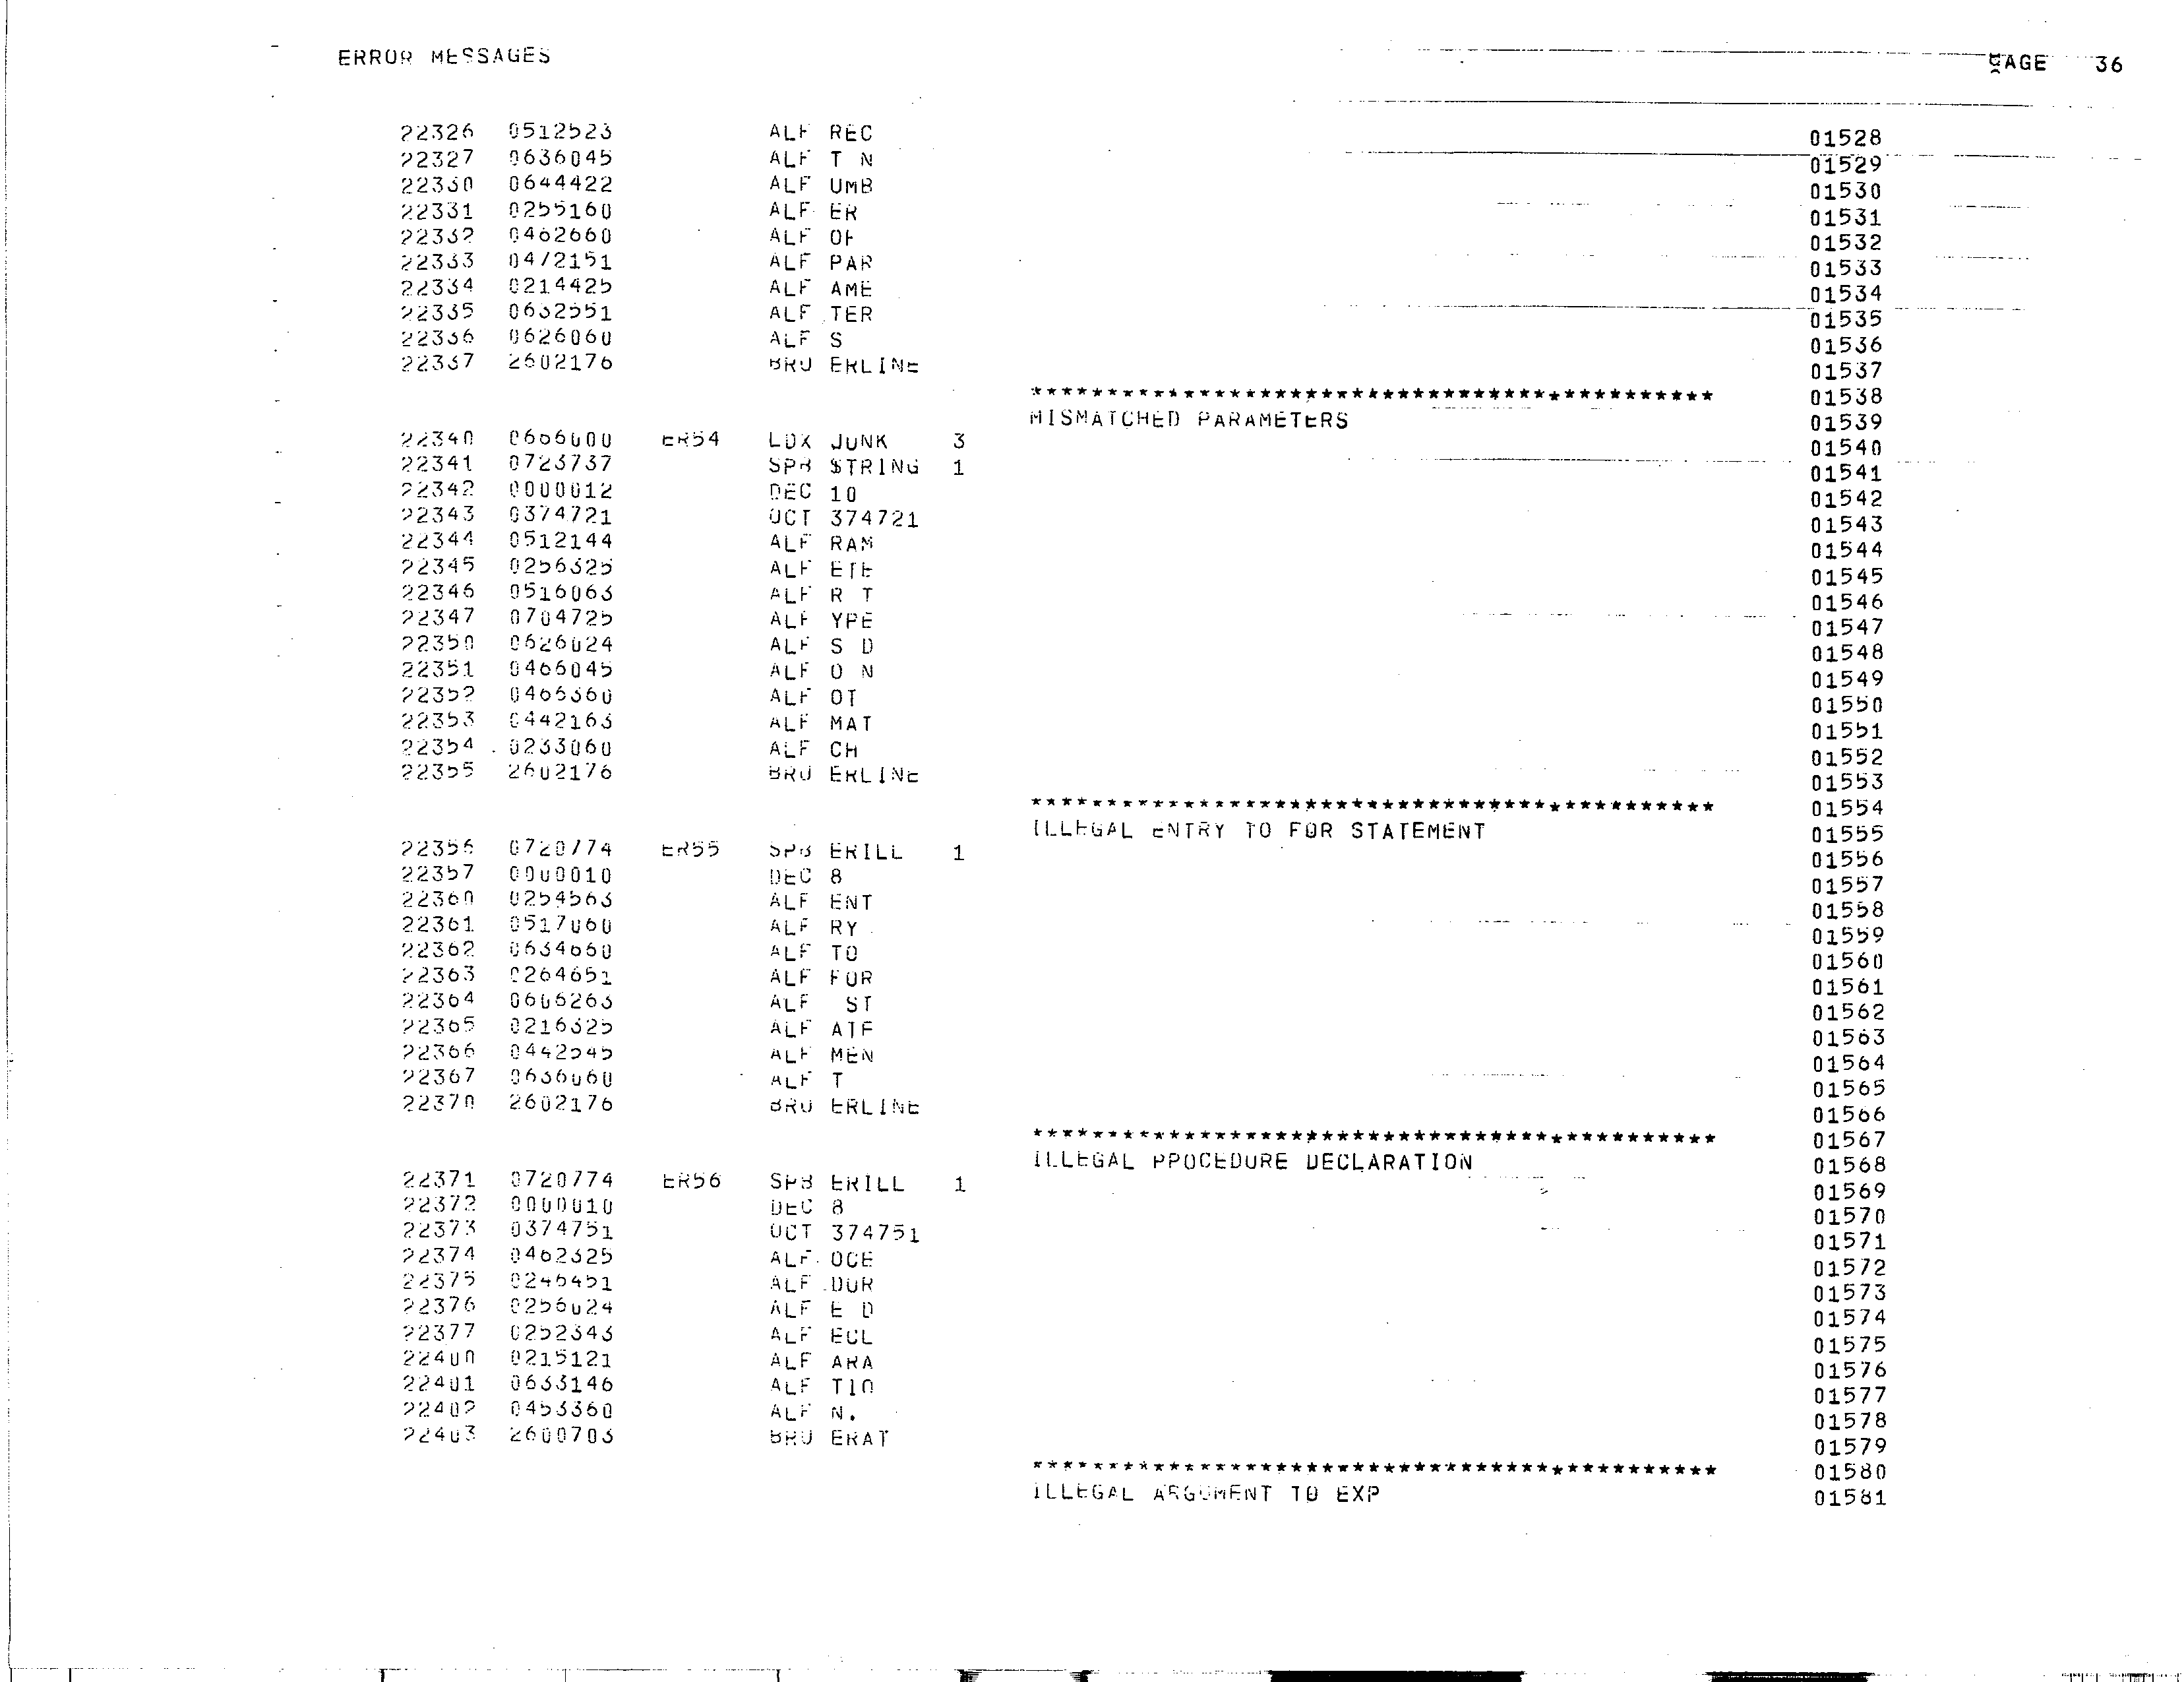 ERROR MESSAGES PAGE 36
22326 0512523 ALF REC 01528
22327 0636045 ALF T N 01529
22330 0644422 ALF UMB 01530
22331 0255160 ALF ER 01531
22332 0462660 ALF OF 01532
22333 0472151 ALF PAR 01533
22334 0214425 ALF AME 01534
22335 0632551 ALF TER 01535
22336 0626060 ALF S 01536
22337 2602176 BRU ERLINE 01537
********************************************* 01538
MISMATCHED PARAMETERS 01539
22340 0606000 ER54 LDX JUNK 3 01540
22341 0723737 SPB $TRING 1 01541
22342 0000012 DEC 10 01542
22343 0374721 OCT 374721 01543
22344 0512144 ALF RAM 01544
22345 0256325 ALF ETE 01545
22346 0516063 ALF R T 01546
22347 0704725 ALF YPE 01547
22350 0626024 ALF S D 01548
22351 0466045 ALF O N 01549
22352 0466360 ALF OT 01550
22353 0442163 ALF MAT 01551
22354 0233060 ALF CH 01552
22355 2602176 BRU ERLINE 01553
********************************************* 01554
ILLEGAL ENTRY TO FOR STATEMENT 01555
22356 0720774 ER55 SPB ERILL 1 01556
22357 0000010 DEC 8 01557
22360 0254563 ALF ENT 01558
22361 0517060 ALF RY 01559
22362 0634660 ALF TO 01560
22363 0264651 ALF FOR 01561
22364 0606263 ALF ST 01562
22365 0216325 ALF ATE 01563
22366 0442545 ALF MEN 01564
22367 0636060 ALF T 01565
22370 2602176 BRU ERLINE 01566
********************************************* 01567
ILLEGAL PROCEDURE DECLARATION 01568
22371 0720774 ER56 SPB ERILL 1 01569
22372 0000010 DEC 8 01570
22373 0374751 OCT 374751 01571
22374 0462325 ALF OCE 01572
22375 0246451 ALF DUR 01573
22376 0256024 ALF E D 01574
22377 0252343 ALF ECL 01575
22400 0215121 ALF ARA 01576
22401 0633146 ALF TIO 01577
22402 0453360 ALF N. 01578
22403 2600703 BRU ERAT 01579
********************************************* 01580
ILLEGAL ARGUMENT TO EXP 01581